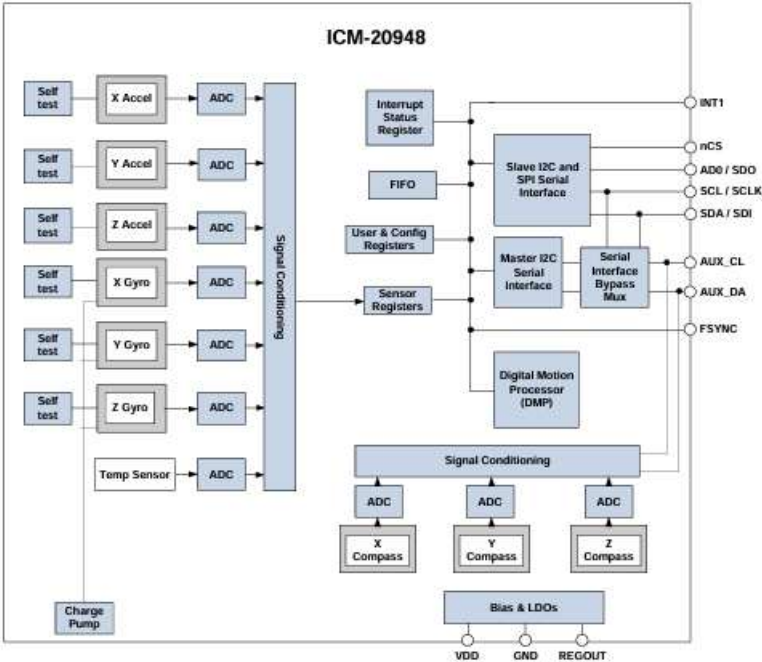 ICM-20948
Self
test
X Accel
ADC
Self
test
Y Accel
ADC
Self
test
Z Accel
ADC
Self
test
X Gyro
ADC
Self
test
Y Gyro
ADC
Self
test
Z Gyro
ADC
Temp Sensor
ADC
Signal Conditioning
Charge
Pump
Interrupt
Status
Register
FIFO
User & Config
Registers
Sensor
Registers
Slave I2C and
SPI Serial
Interface
Master I2C
Serial
Interface
Serial
Interface
Bypass
Mux
Digital Motion
Processor
(DMP)
INT1
nCS
AD0 / SDO
SCL / SCLK
SDA / SDI
AUX_CL
AUX_DA
FSYNC
Signal Conditioning
ADC
ADC
ADC
X
Compass
Y
Compass
Z
Compass
Bias & LDOs
VDD
GND
REGOUT